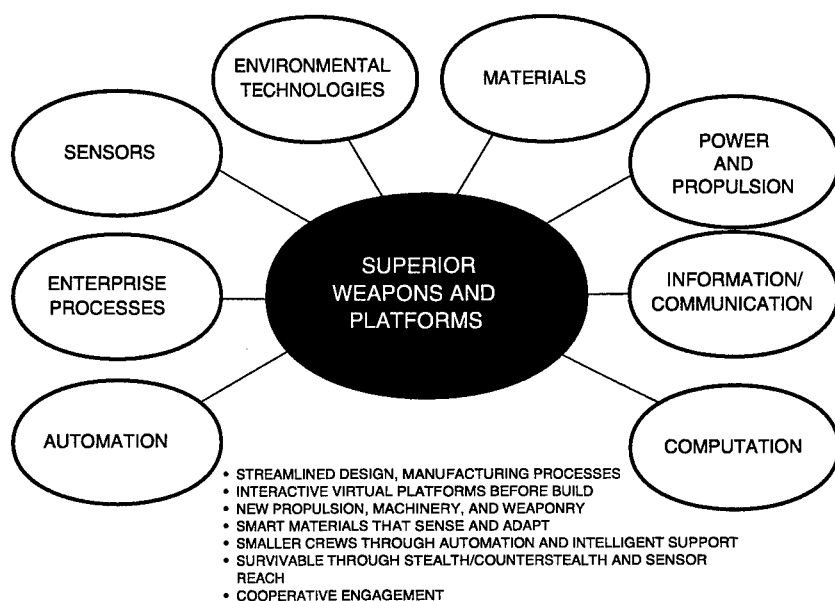 ENVIRONMENTAL
TECHNOLOGIES
MATERIALS
SENSORS
POWER
AND
PROPULSION
SUPERIOR
WEAPONS AND
PLATFORMS
ENTERPRISE
PROCESSES
INFORMATION/
COMMUNICATION
AUTOMATION
COMPUTATION
• STREAMLINED DESIGN, MANUFACTURING PROCESSES
• INTERACTIVE VIRTUAL PLATFORMS BEFORE BUILD
• NEW PROPULSION, MACHINERY, AND WEAPONRY
• SMART MATERIALS THAT SENSE AND ADAPT
• SMALLER CREWS THROUGH AUTOMATION AND INTELLIGENT SUPPORT
• SURVIVABLE THROUGH STEALTH/COUNTERSTEALTH AND SENSOR
REACH
• COOPERATIVE ENGAGEMENT